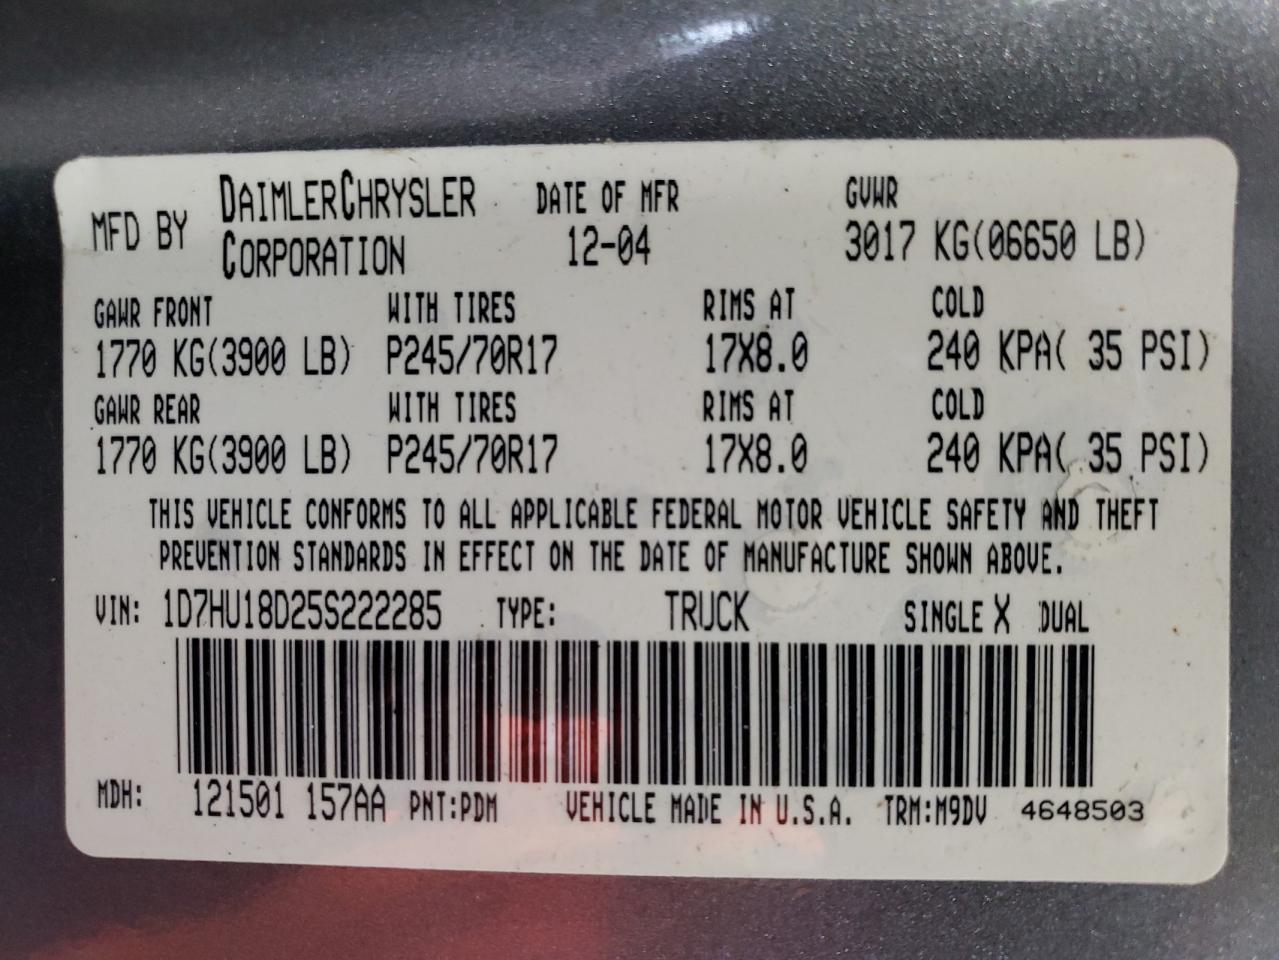 MFD BY DAIMLERCHRYSLER CORPORATION DATE OF MFR 12-04 GVWR 3017 KG(06650 LB)
GAWR FRONT WITH TIRES RIMS AT COLD
1770 KG(3900 LB) P245/70R17 17X8.0 240 KPA( 35 PSI)
GAWR REAR WITH TIRES RIMS AT COLD
1770 KG(3900 LB) P245/70R17 17X8.0 240 KPA( 35 PSI)
THIS VEHICLE CONFORMS TO ALL APPLICABLE FEDERAL MOTOR VEHICLE SAFETY AND THEFT
PREVENTION STANDARDS IN EFFECT ON THE DATE OF MANUFACTURE SHOWN ABOVE.
VIN: 1D7HU18D25S222285 TYPE: TRUCK SINGLE X DUAL
MDH: 121501 157AA PNT:PDM VEHICLE MADE IN U.S.A. TRM:M9DV 4648503